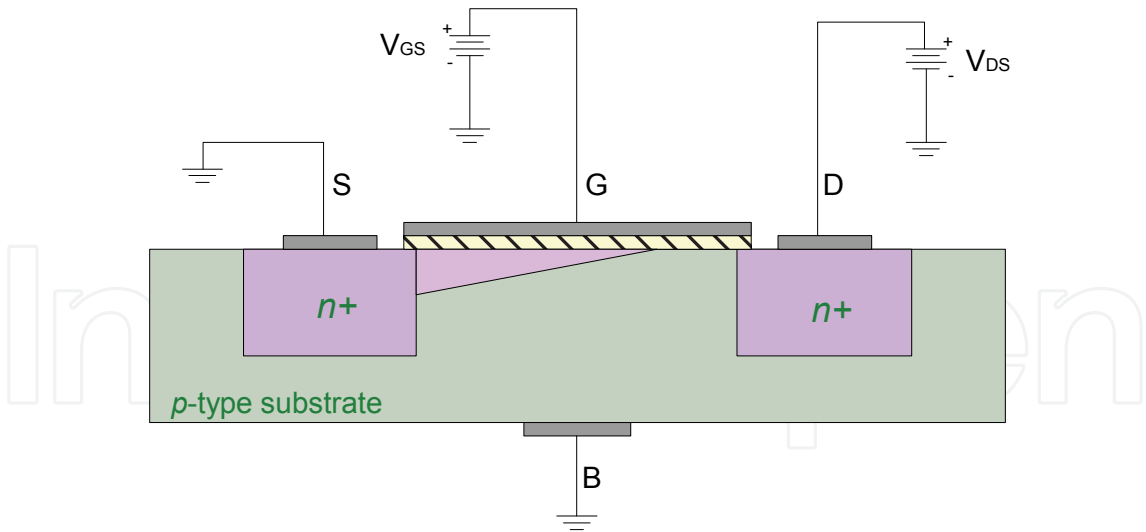 +
VGS
-
+
VDS
-
S
G
D
n+
n+
p-type substrate
B